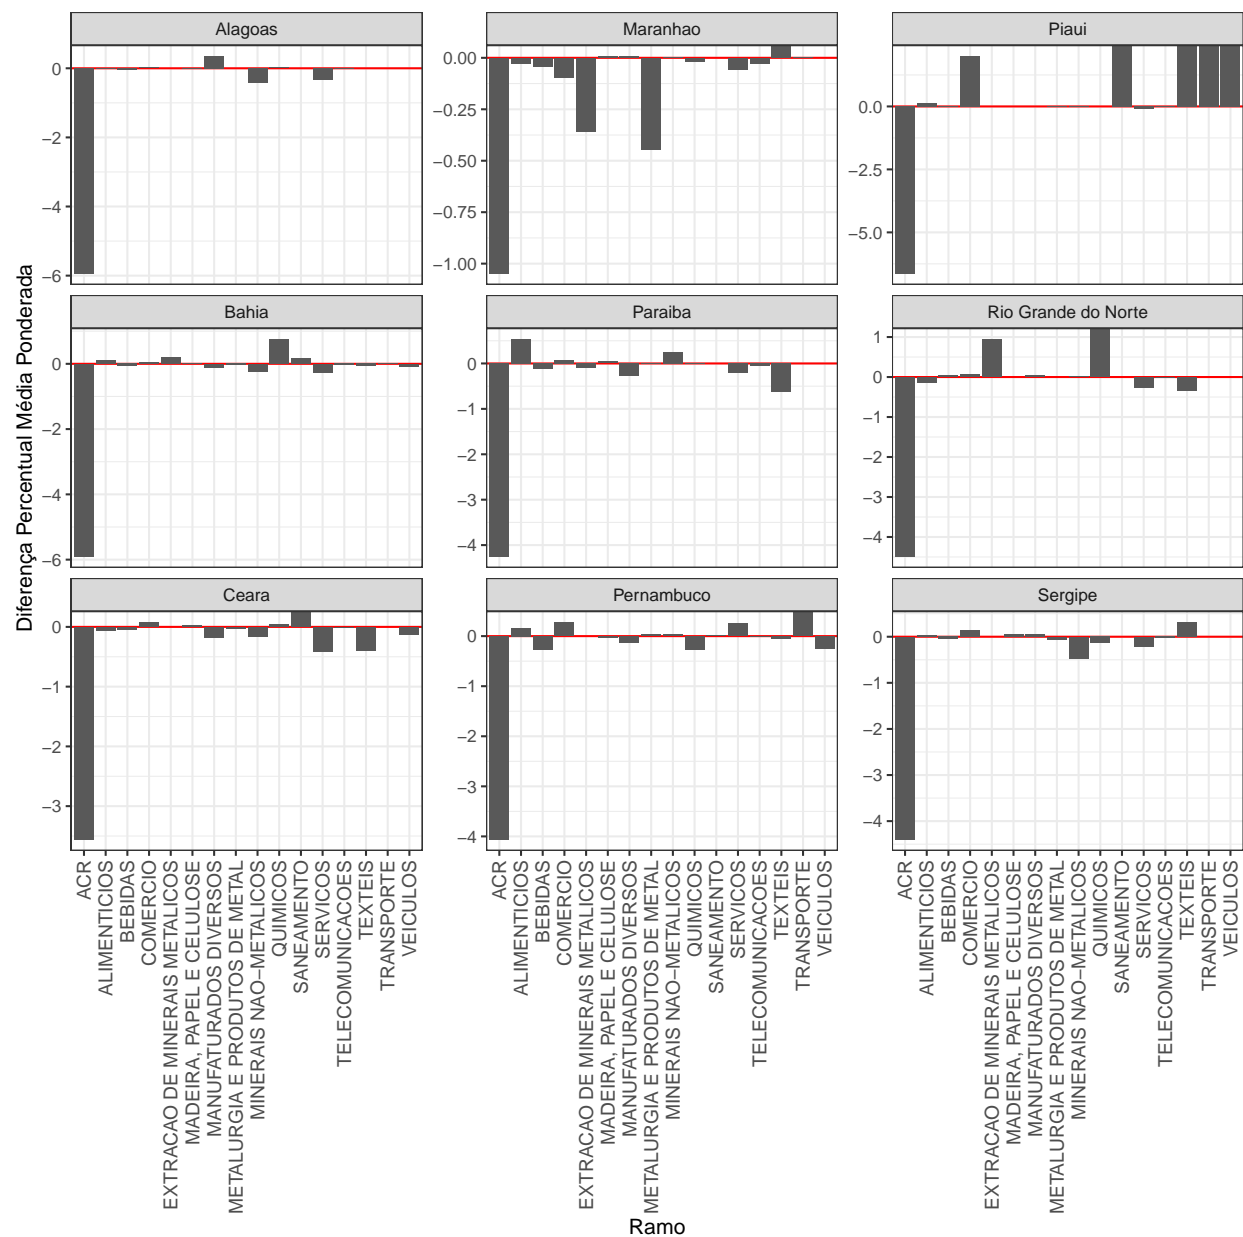 Alagoas
Maranhao
Piaui
0
−2
−4
−6
0.00
−0.25
−0.50
−0.75
−1.00
0.0
−2.5
−5.0
Bahia
Paraiba
Rio Grande do Norte
0
−2
−4
−6
0
−1
−2
−3
−4
1
0
−1
−2
−3
−4
Ceara
Pernambuco
Sergipe
0
−1
−2
−3
0
−1
−2
−3
−4
0
−1
−2
−3
−4
Diferença Percentual Média Ponderada
ACR
ALIMENTICIOS
BEBIDAS
COMERCIO
EXTRACAO DE MINERAIS METALICOS
MADEIRA, PAPEL E CELULOSE
MANUFATURADOS DIVERSOS
METALURGIA E PRODUTOS DE METAL
MINERAIS NAO−METALICOS
QUIMICOS
SANEAMENTO
SERVICOS
TELECOMUNICACOES
TEXTEIS
TRANSPORTE
VEICULOS
ACR
ALIMENTICIOS
BEBIDAS
COMERCIO
EXTRACAO DE MINERAIS METALICOS
MADEIRA, PAPEL E CELULOSE
MANUFATURADOS DIVERSOS
METALURGIA E PRODUTOS DE METAL
MINERAIS NAO−METALICOS
QUIMICOS
SANEAMENTO
SERVICOS
TELECOMUNICACOES
TEXTEIS
TRANSPORTE
VEICULOS
ACR
ALIMENTICIOS
BEBIDAS
COMERCIO
EXTRACAO DE MINERAIS METALICOS
MADEIRA, PAPEL E CELULOSE
MANUFATURADOS DIVERSOS
METALURGIA E PRODUTOS DE METAL
MINERAIS NAO−METALICOS
QUIMICOS
SANEAMENTO
SERVICOS
TELECOMUNICACOES
TEXTEIS
TRANSPORTE
VEICULOS
Ramo